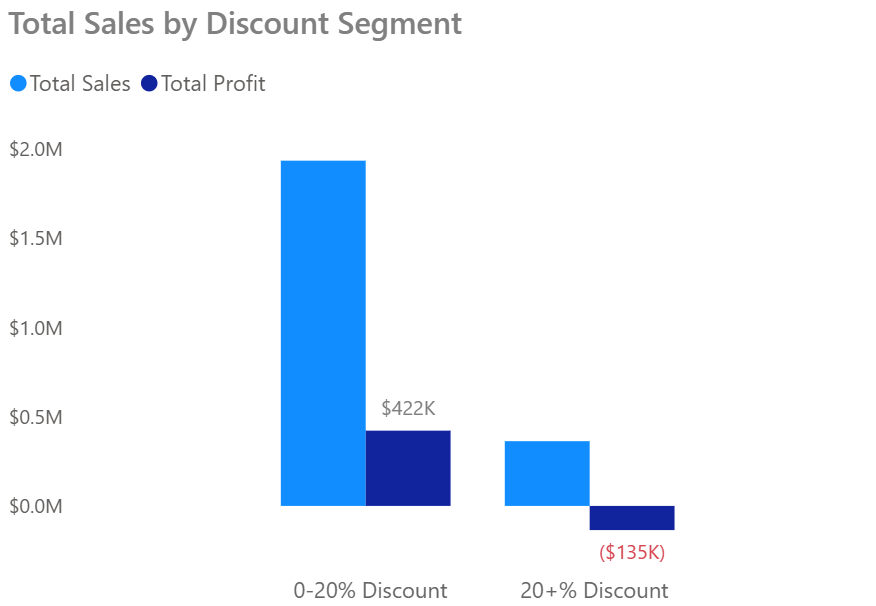 Total Sales by Discount Segment
Total Sales Total Profit
$2.0M
$1.5M
$1.0M
$0.5M
$0.0M
$422K
($135K)
0-20% Discount
20+% Discount